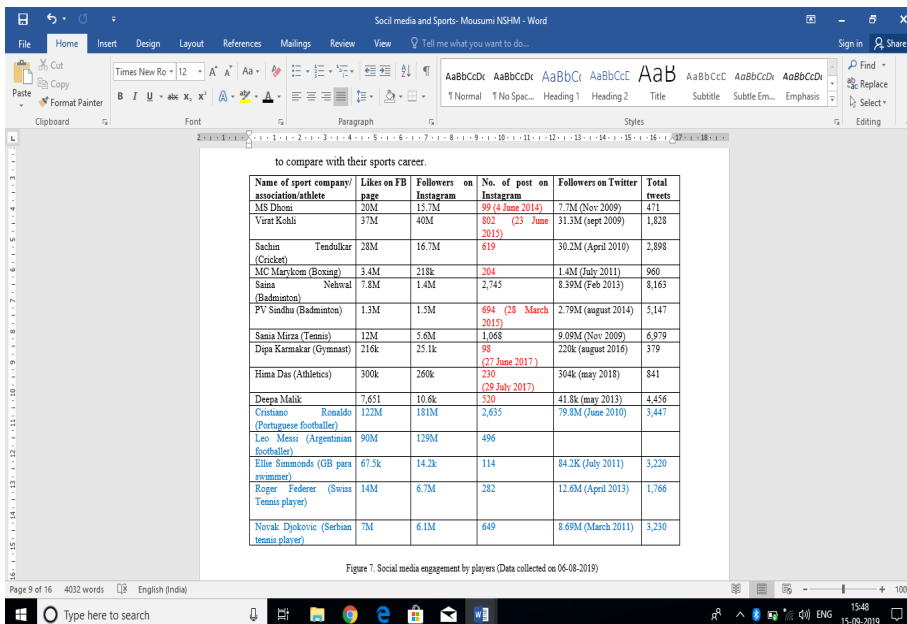 Socil media and Sports- Mousumi NSHM - Word
File Home Insert Design Layout References Mailings Review View Tell me what you want to do... Sign in Share
Cut
Copy
Format Painter
Paste
Times New Ro 12
AaBbCcDc AaBbCcDc AaBbC AaBbCcC AaB AaBbCcD AaBbCcDc AaBbCcDc
¶ Normal ¶ No Spac... Heading 1 Heading 2 Title Subtitle Subtle Em... Emphasis
Find
Replace
Select
Clipboard Font Paragraph Styles Editing
to compare with their sports career.
Name of sport company/ Likes on FB Followers on No. of post on Followers on Twitter Total
association/athlete page Instagram Instagram tweets
MS Dhoni 20M 15.7M 99 (4 June 2014) 7.7M (Nov 2009) 471
Virat Kohli 37M 40M 802 (23 June 31.3M (sept 2009) 1,828
2015)
Sachin Tendulkar 28M 16.7M 619 30.2M (April 2010) 2,898
(Cricket)
MC Marykom (Boxing) 3.4M 218k 204 1.4M (July 2011) 960
Saina Nehwal 7.8M 1.4M 2,745 8.39M (Feb 2013) 8,163
(Badminton)
PV Sindhu (Badminton) 1.3M 1.5M 694 (28 March 2.79M (august 2014) 5,147
2015)
Sania Mirza (Tennis) 12M 5.6M 1,068 9.09M (Nov 2009) 6,979
Dipa Karmakar (Gymnast) 216k 25.1k 98 220k (august 2016) 379
(27 June 2017 )
Hima Das (Athletics) 300k 260k 230 304k (may 2018) 841
(29 July 2017)
Deepa Malik 7,651 10.6k 520 41.8k (may 2013) 4,456
Cristiano Ronaldo 122M 181M 2,635 79.8M (June 2010) 3,447
(Portuguese footballer)
Leo Messi (Argentinian 90M 129M 496
footballer)
Ellie Simmonds (GB para 67.5k 14.2k 114 84.2K (July 2011) 3,220
swimmer)
Roger Federer (Swiss 14M 6.7M 282 12.6M (April 2013) 1,766
Tennis player)
Novak Djokovic (Serbian 7M 6.1M 649 8.69M (March 2011) 3,230
tennis player)
Figure 7. Social media engagement by players (Data collected on 06-08-2019)
Page 9 of 16 4032 words English (India) 100
Type here to search ENG 15:48
15-09-2019